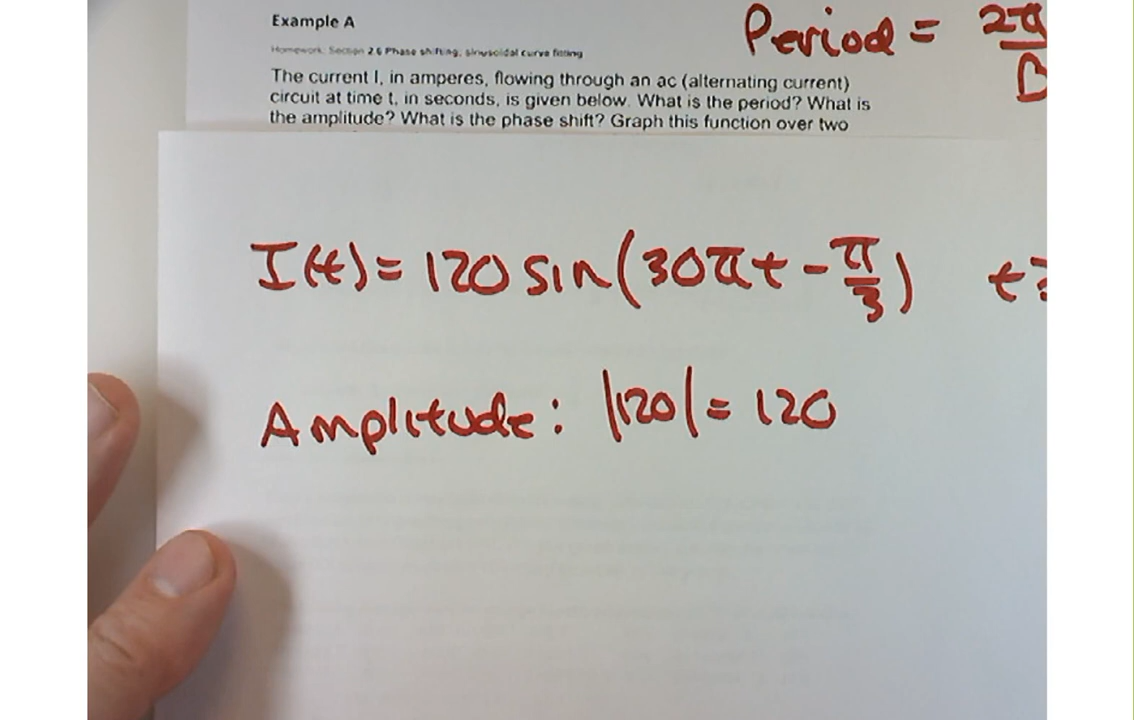 Example A
Period = 2π/B
Homework: Section 2.6 Phase shifting, sinusoidal curve fitting
The current I, in amperes, flowing through an ac (alternating current)
circuit at time t, in seconds, is given below. What is the period? What is
the amplitude? What is the phase shift? Graph this function over two
I(t) = 120 sin(30πt - π/3) t
Amplitude: |120| = 120